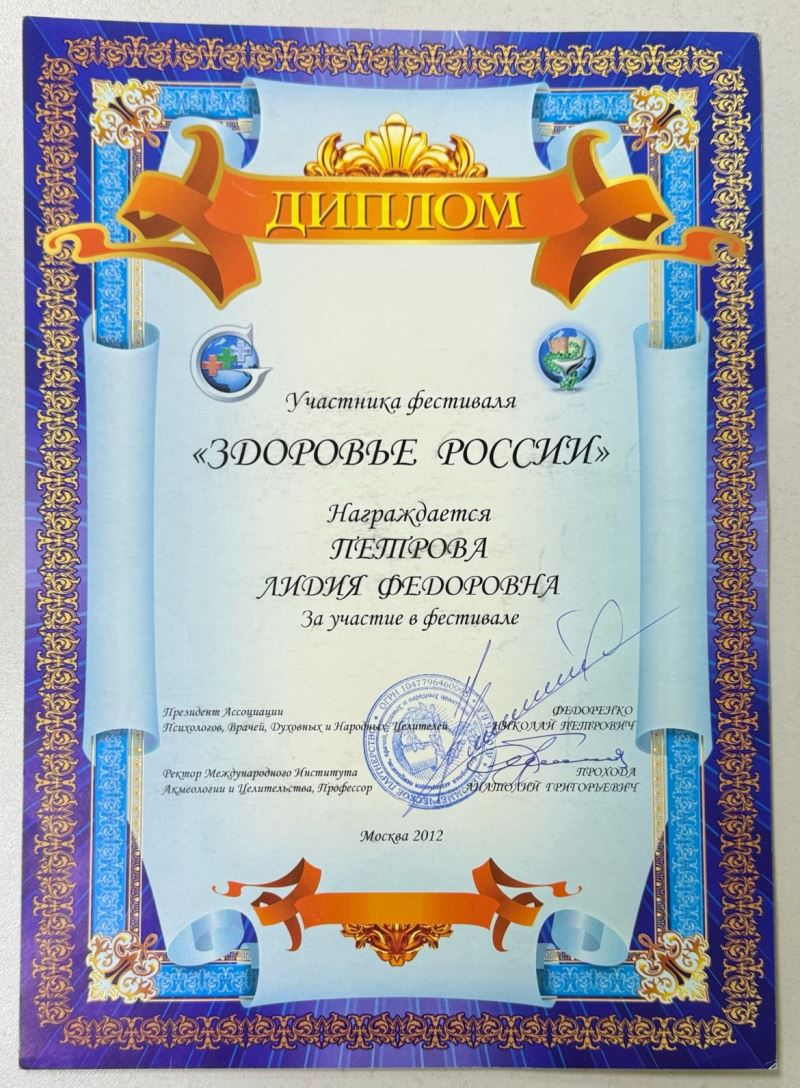 ДИПЛОМ
Участника фестиваля
«ЗДОРОВЬЕ РОССИИ»
Награждается
ПЕТРОВА
ЛИДИЯ ФЕДОРОВНА
За участие в фестивале
Президент Ассоциации
Психологов, Врачей, Духовных и Народных Целителей
ФЕДОРЕНКО
НИКОЛАЙ ПЕТРОВИЧ
Ректор Международного Института
Акмеологии и Целительства, Профессор
ПРОХОДА
АНАТОЛИЙ ГРИГОРЬЕВИЧ
Москва 2012